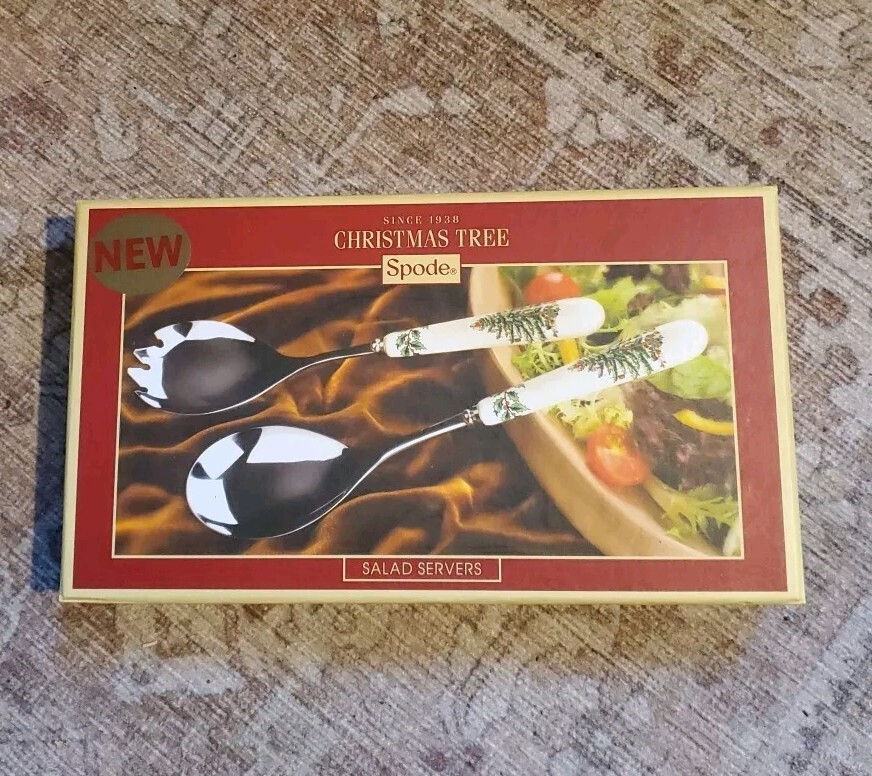 NEW
SINCE 1938
CHRISTMAS TREE
Spode®
SALAD SERVERS